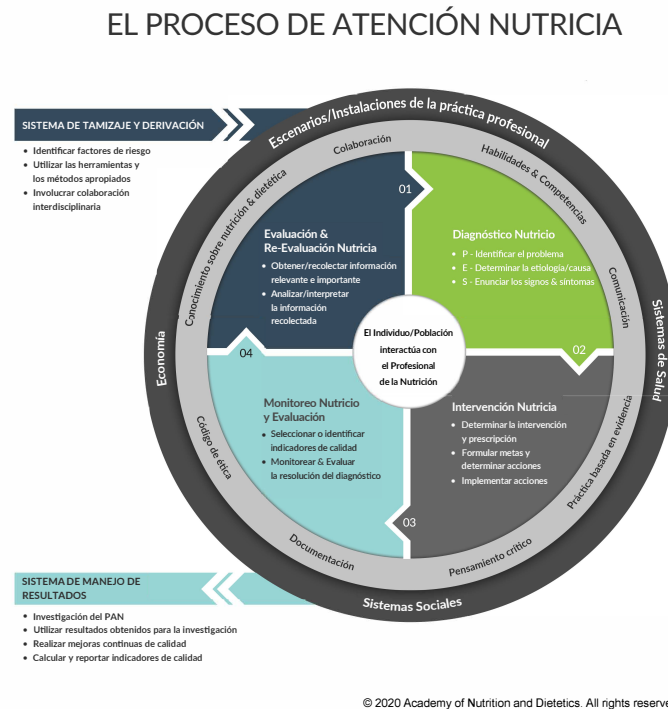 EL PROCESO DE ATENCIÓN NUTRICIA
SISTEMA DE TAMIZAJE Y DERIVACIÓN
• Identificar factores de riesgo
• Utilizar las herramientas y
los métodos apropiados
• Involucrar colaboración
interdisciplinaria
Escenarios/Instalaciones de la práctica profesional
Sistemas de Salud
Sistemas Sociales
Economía
Colaboración
Habilidades & Competencias
Comunicación
Práctica basada en evidencia
Pensamiento crítico
Documentación
Código de ética
Conocimiento sobre nutrición & dietética
01
Evaluación &
Re-Evaluación Nutricia
• Obtener/recolectar información
relevante e importante
• Analizar/interpretar
la información
recolectada
Diagnóstico Nutricio
• P - Identificar el problema
• E - Determinar la etiología/causa
• S - Enunciar los signos & síntomas
02
El Individuo/Población
interactúa con
el Profesional
de la Nutrición
04
Monitoreo Nutricio
y Evaluación
• Seleccionar o identificar
indicadores de calidad
• Monitorear & Evaluar
la resolución del diagnóstico
Intervención Nutricia
• Determinar la intervención
y prescripción
• Formular metas y
determinar acciones
• Implementar acciones
03
SISTEMA DE MANEJO DE
RESULTADOS
• Investigación del PAN
• Utilizar resultados obtenidos para la investigación
• Realizar mejoras continuas de calidad
• Calcular y reportar indicadores de calidad
© 2020 Academy of Nutrition and Dietetics. All rights reserve